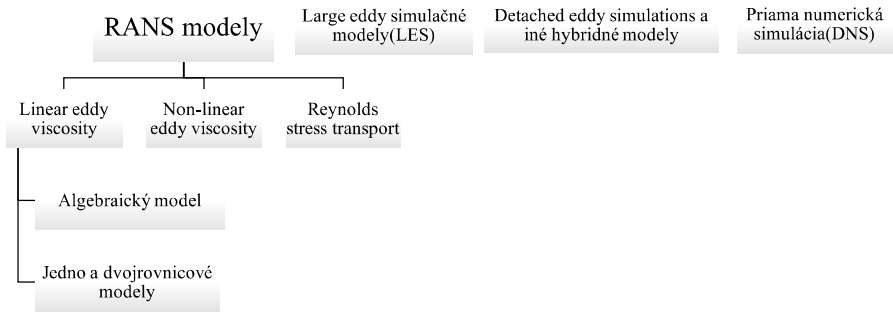 RANS modely
Large eddy simulačné
modely(LES)
Detached eddy simulations a
iné hybridné modely
Priama numerická
simulácia(DNS)
Linear eddy
viscosity
Non-linear
eddy viscosity
Reynolds
stress transport
Algebraický model
Jedno a dvojrovnicové
modely